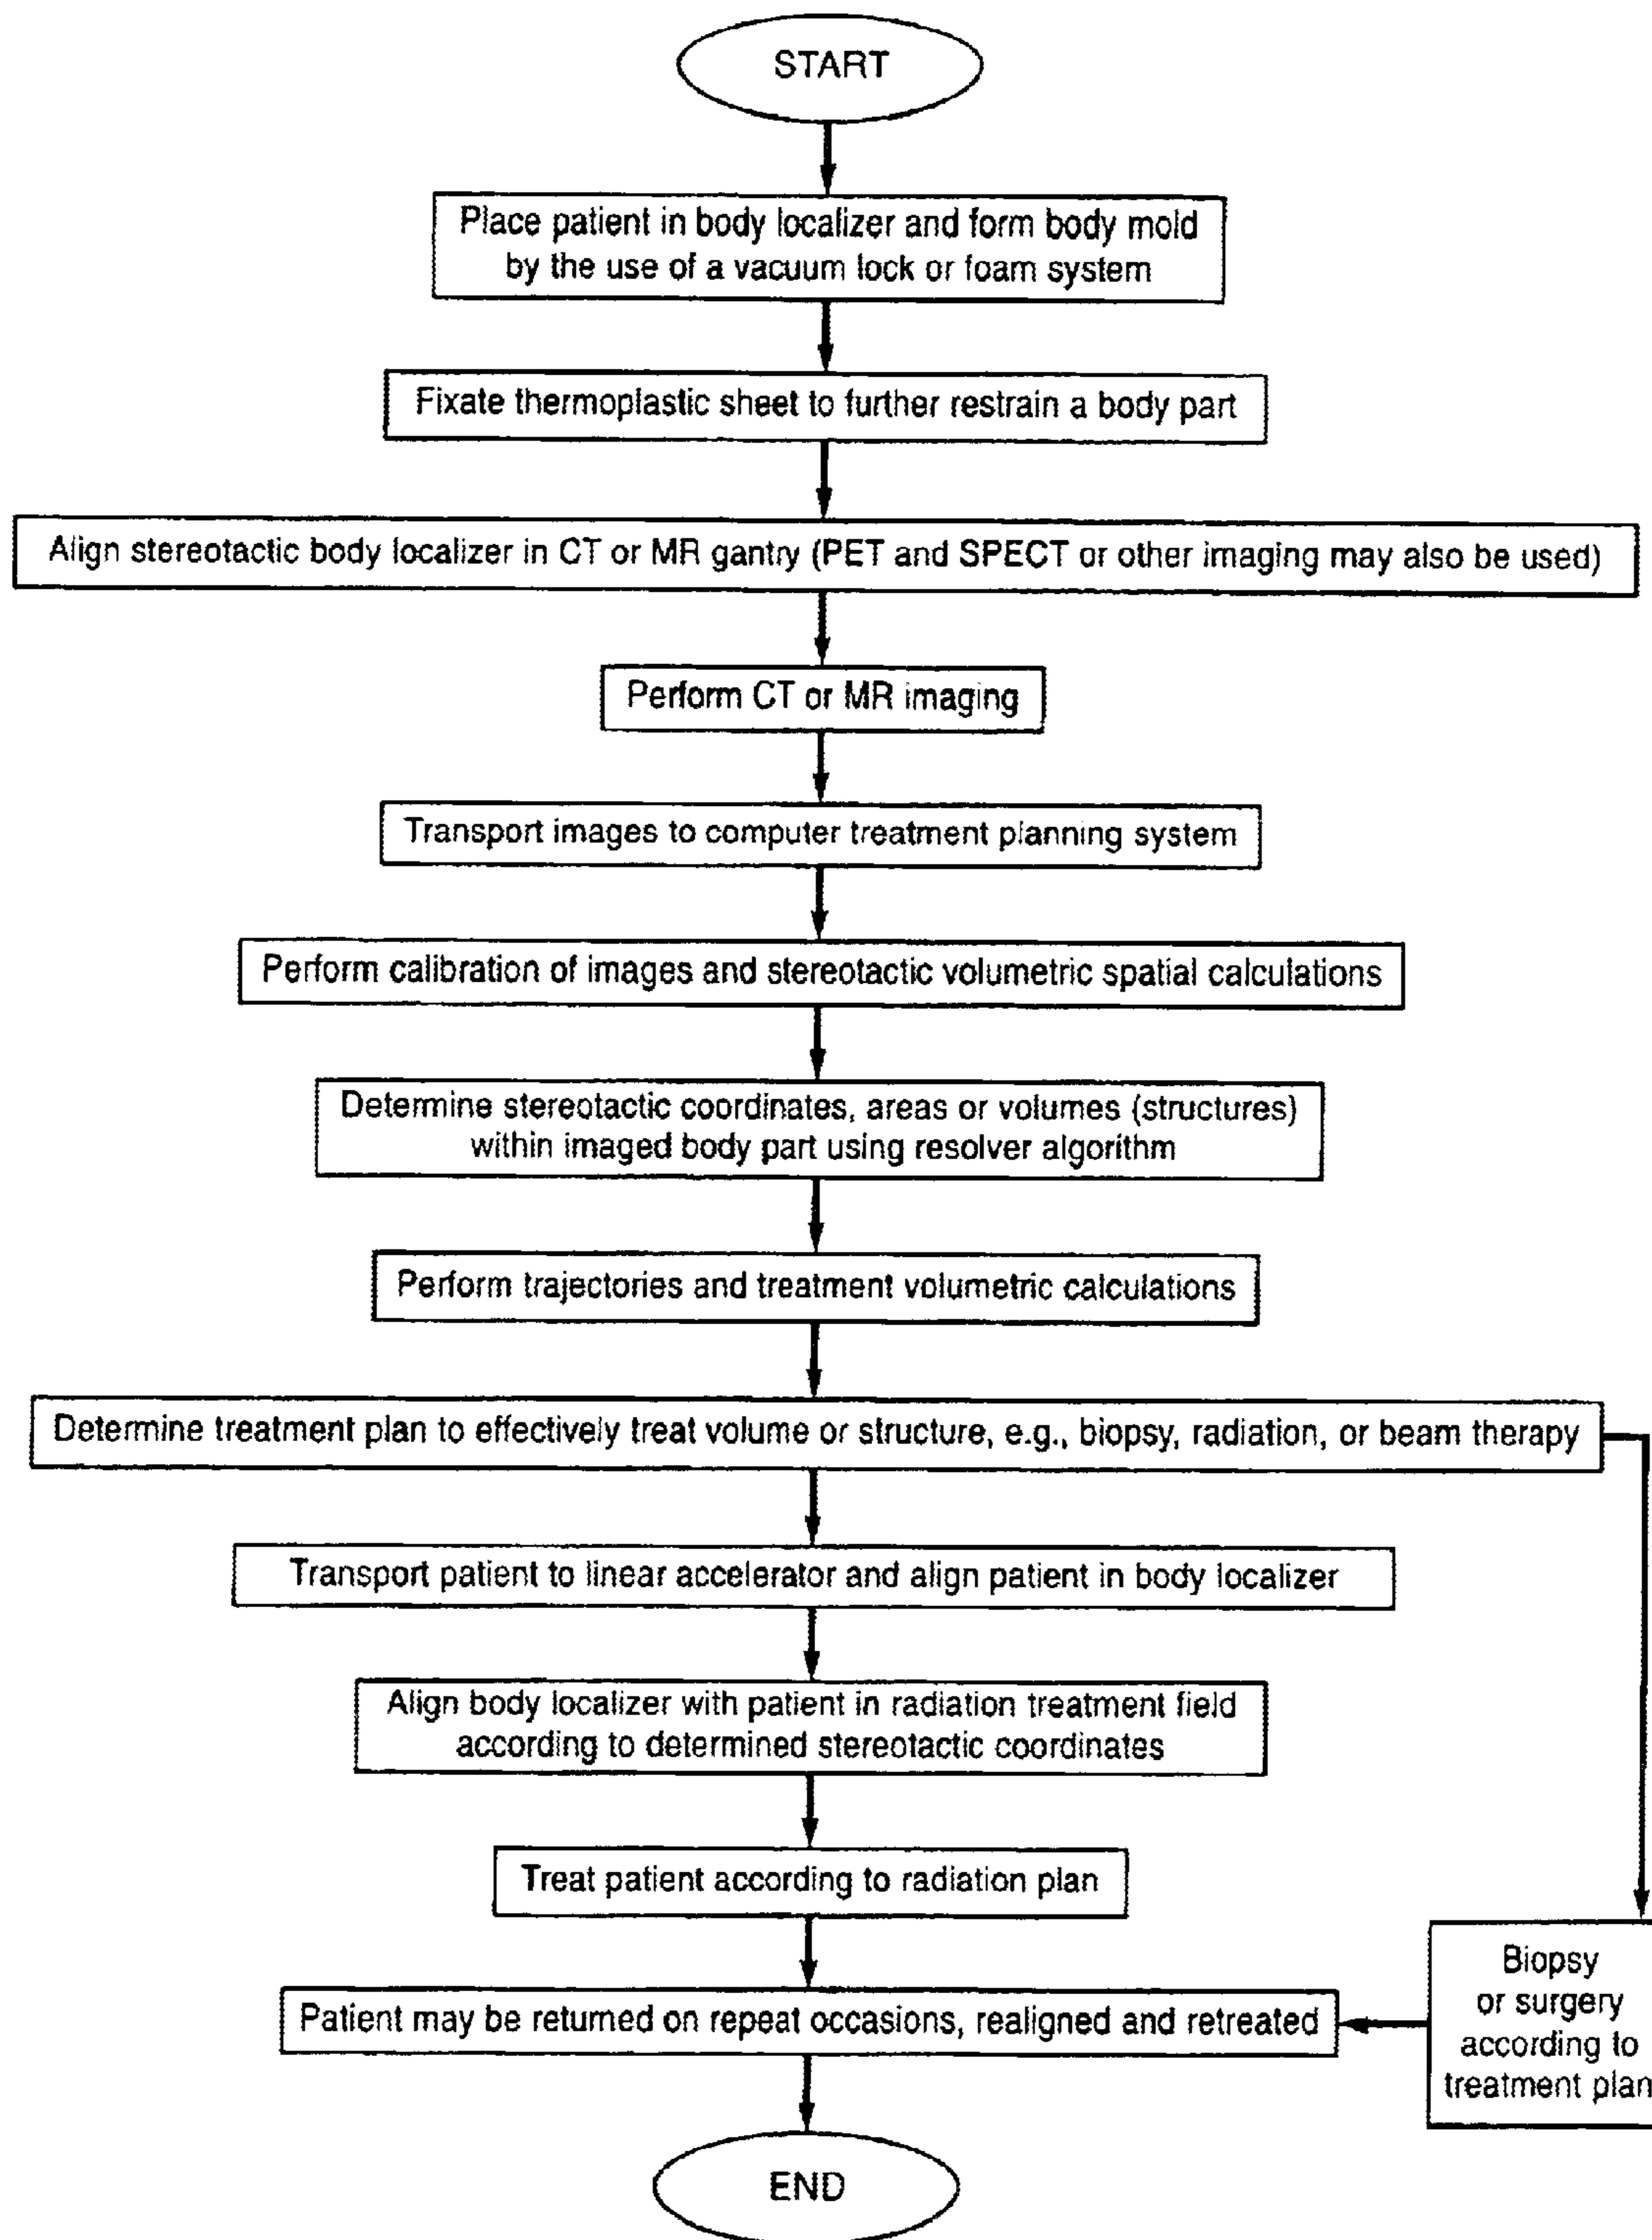 START
Place patient in body localizer and form body mold
by the use of a vacuum lock or foam system
Fixate thermoplastic sheet to further restrain a body part
Align stereotactic body localizer in CT or MR gantry (PET and SPECT or other imaging may also be used)
Perform CT or MR imaging
Transport images to computer treatment planning system
Perform calibration of images and stereotactic volumetric spatial calculations
Determine stereotactic coordinates, areas or volumes (structures)
within imaged body part using resolver algorithm
Perform trajectories and treatment volumetric calculations
Determine treatment plan to effectively treat volume or structure, e.g., biopsy, radiation, or beam therapy
Transport patient to linear accelerator and align patient in body localizer
Align body localizer with patient in radiation treatment field
according to determined stereotactic coordinates
Treat patient according to radiation plan
Biopsy
or surgery
according to
treatment plan
Patient may be returned on repeat occasions, realigned and retreated
END